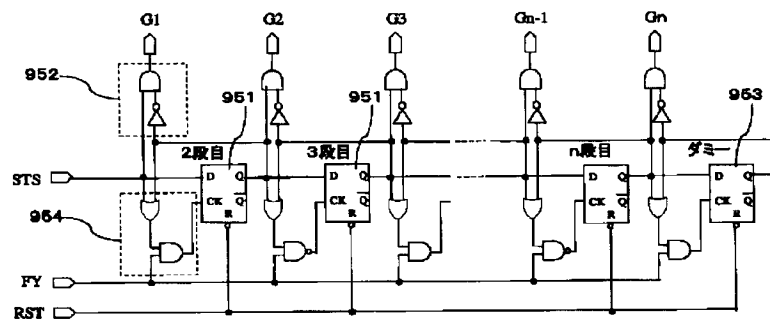 G1 G2 G3 Gn-1 Gn
952
951 951 953
2段目 3段目 n段目 ダミー
STS
D Q D Q D Q D Q
CK Q CK Q CK Q CK Q
R R R R
954
FY
RST